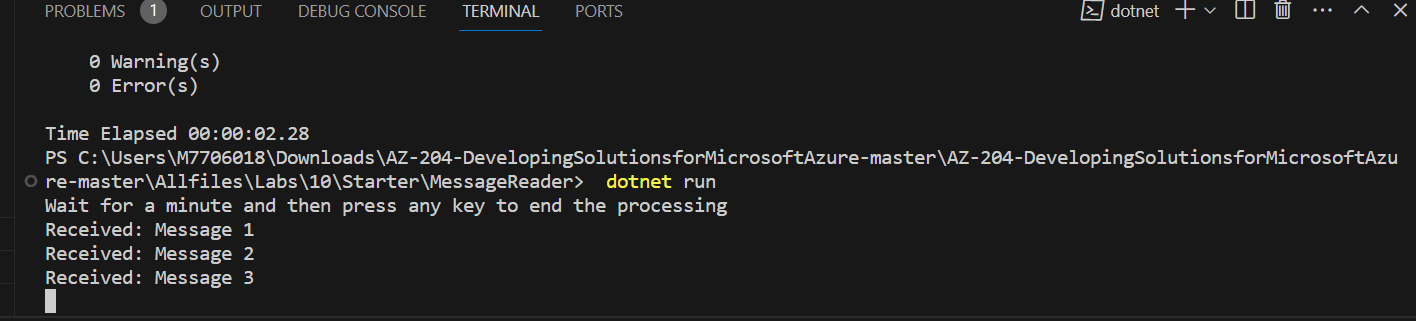 PROBLEMS 1 OUTPUT DEBUG CONSOLE TERMINAL PORTS dotnet
0 Warning(s)
0 Error(s)
Time Elapsed 00:00:02.28
PS C:\Users\M7706018\Downloads\AZ-204-DevelopingSolutionsforMicrosoftAzure-master\AZ-204-DevelopingSolutionsforMicrosoftAzu
re-master\Allfiles\Labs\10\Starter\MessageReader> dotnet run
Wait for a minute and then press any key to end the processing
Received: Message 1
Received: Message 2
Received: Message 3